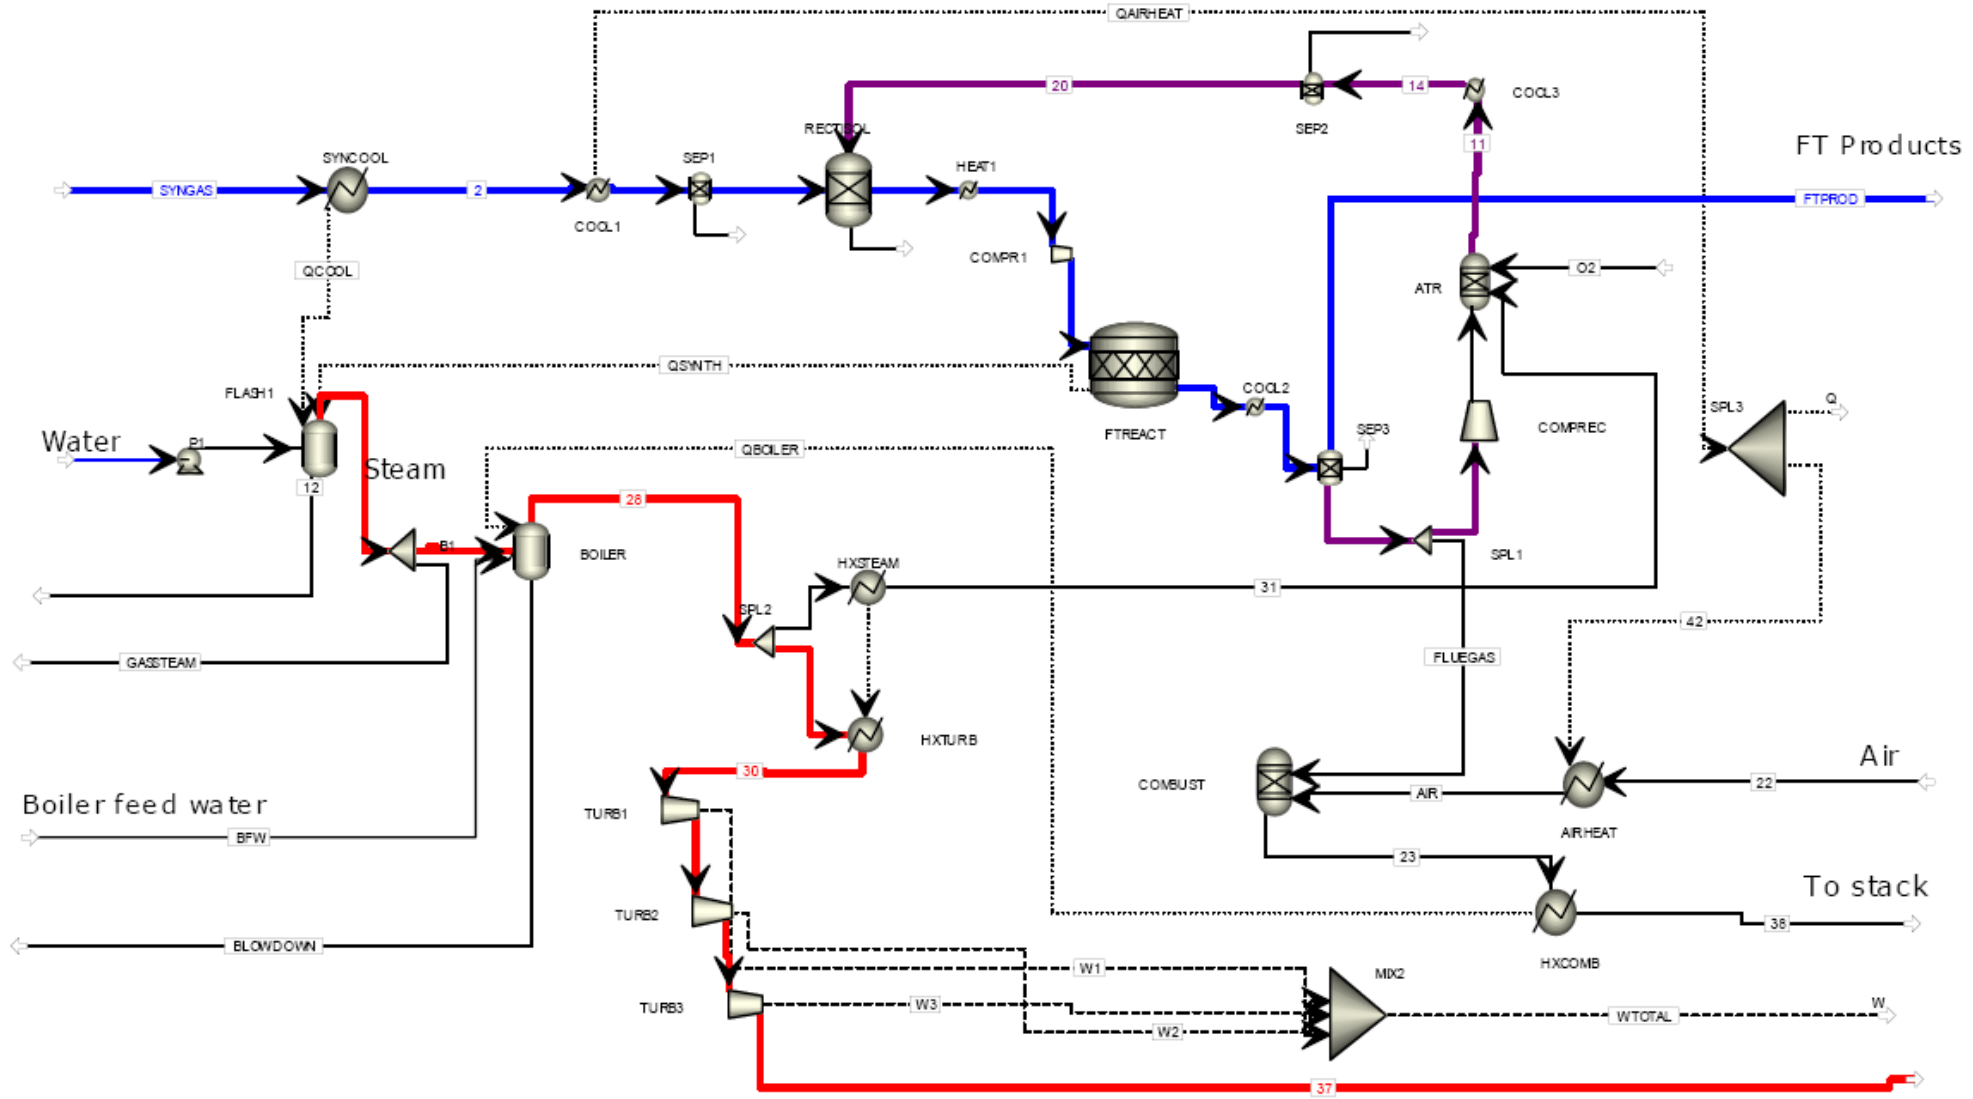 QAIRHEAT
20
14
COOL3
SEP2
RECTISOL
11
FT Products
SYNCOOL
SEP1
HEAT1
SYNGAS
2
FTPROD
COOL1
COMPR1
QCOOL
O2
ATR
QSYNTH
FLASH1
COOL2
SPL3
Q
FTREACT
SEP3
COMPREC
Water
P1
QBOILER
Steam
12
28
B1
BOILER
SPL1
HXSTEAM
31
SPL2
42
GASSTEAM
FLUEGAS
HXTURB
Air
30
COMBUST
AIR
22
Boiler feed water
TURB1
AIRHEAT
BFW
23
To stack
TURB2
38
BLOWDOWN
HXCOMB
W1
MIX2
TURB3
W3
W
WTOTAL
W2
37